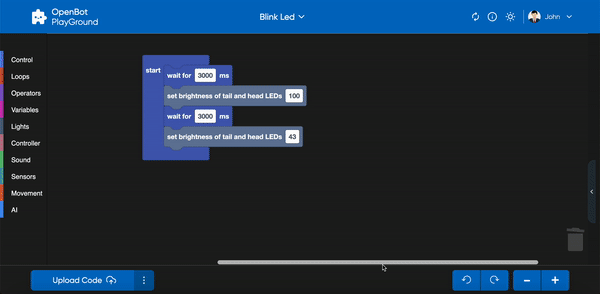 OpenBot
PlayGround
Blink Led
John
Control
Loops
Operators
Variables
Lights
Controller
Sound
Sensors
Movement
AI
start
wait for 3000 ms
set brightness of tail and head LEDs 100
wait for 3000 ms
set brightness of tail and head LEDs 43
Upload Code